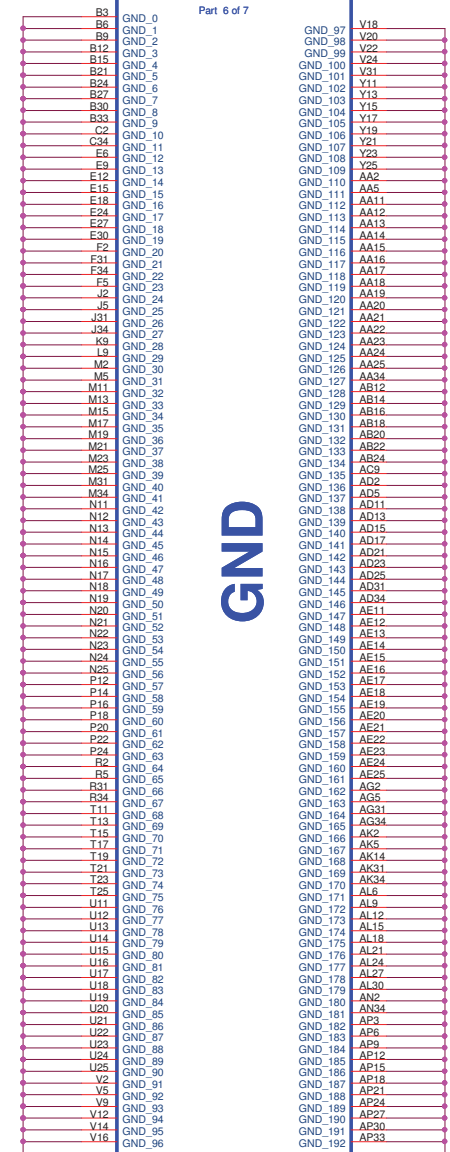 Part 6 of 7
B3 GND_0
B6 GND_1
B9 GND_2
B12 GND_3
B15 GND_4
B21 GND_5
B24 GND_6
B27 GND_7
B30 GND_8
B33 GND_9
C2 GND_10
C34 GND_11
E6 GND_12
E9 GND_13
E12 GND_14
E15 GND_15
E18 GND_16
E24 GND_17
E27 GND_18
E30 GND_19
F2 GND_20
F31 GND_21
F34 GND_22
F5 GND_23
J2 GND_24
J5 GND_25
J31 GND_26
J34 GND_27
K9 GND_28
L9 GND_29
M2 GND_30
M5 GND_31
M11 GND_32
M13 GND_33
M15 GND_34
M17 GND_35
M19 GND_36
M21 GND_37
M23 GND_38
M25 GND_39
M31 GND_40
M34 GND_41
N11 GND_42
N12 GND_43
N13 GND_44
N14 GND_45
N15 GND_46
N16 GND_47
N17 GND_48
N18 GND_49
N19 GND_50
N20 GND_51
N21 GND_52
N22 GND_53
N23 GND_54
N24 GND_55
N25 GND_56
P12 GND_57
P14 GND_58
P16 GND_59
P18 GND_60
P20 GND_61
P22 GND_62
P24 GND_63
R2 GND_64
R5 GND_65
R31 GND_66
R34 GND_67
T11 GND_68
T13 GND_69
T15 GND_70
T17 GND_71
T19 GND_72
T21 GND_73
T23 GND_74
T25 GND_75
U11 GND_76
U12 GND_77
U13 GND_78
U14 GND_79
U15 GND_80
U16 GND_81
U17 GND_82
U18 GND_83
U19 GND_84
U20 GND_85
U21 GND_86
U22 GND_87
U23 GND_88
U24 GND_89
U25 GND_90
V2 GND_91
V5 GND_92
V9 GND_93
V12 GND_94
V14 GND_95
V16 GND_96
GND
GND_97 V18
GND_98 V20
GND_99 V22
GND_100 V24
GND_101 V31
GND_102 Y11
GND_103 Y13
GND_104 Y15
GND_105 Y17
GND_106 Y19
GND_107 Y21
GND_108 Y23
GND_109 Y25
GND_110 AA2
GND_111 AA5
GND_112 AA11
GND_113 AA12
GND_114 AA13
GND_115 AA14
GND_116 AA15
GND_117 AA16
GND_118 AA17
GND_119 AA18
GND_120 AA19
GND_121 AA20
GND_122 AA21
GND_123 AA22
GND_124 AA23
GND_125 AA24
GND_126 AA25
GND_127 AA34
GND_128 AB12
GND_129 AB14
GND_130 AB16
GND_131 AB18
GND_132 AB20
GND_133 AB22
GND_134 AB24
GND_135 AC9
GND_136 AD2
GND_137 AD5
GND_138 AD11
GND_139 AD13
GND_140 AD15
GND_141 AD17
GND_142 AD21
GND_143 AD23
GND_144 AD25
GND_145 AD31
GND_146 AD34
GND_147 AE11
GND_148 AE12
GND_149 AE13
GND_150 AE14
GND_151 AE15
GND_152 AE16
GND_153 AE17
GND_154 AE18
GND_155 AE19
GND_156 AE20
GND_157 AE21
GND_158 AE22
GND_159 AE23
GND_160 AE24
GND_161 AE25
GND_162 AG2
GND_163 AG5
GND_164 AG31
GND_165 AG34
GND_166 AK2
GND_167 AK5
GND_168 AK14
GND_169 AK31
GND_170 AK34
GND_171 AL6
GND_172 AL9
GND_173 AL12
GND_174 AL15
GND_175 AL18
GND_176 AL21
GND_177 AL24
GND_178 AL27
GND_179 AL30
GND_180 AN2
GND_181 AN34
GND_182 AP3
GND_183 AP6
GND_184 AP9
GND_185 AP12
GND_186 AP15
GND_187 AP18
GND_188 AP21
GND_189 AP24
GND_190 AP27
GND_191 AP30
GND_192 AP33